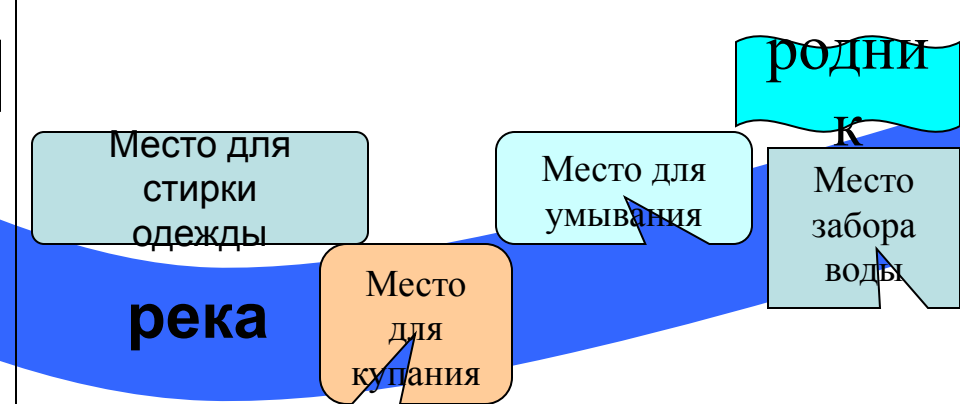 родни
к
Место для
стирки
одежды
Место для
умывания
Место
забора
воды
Место
для
купания
река